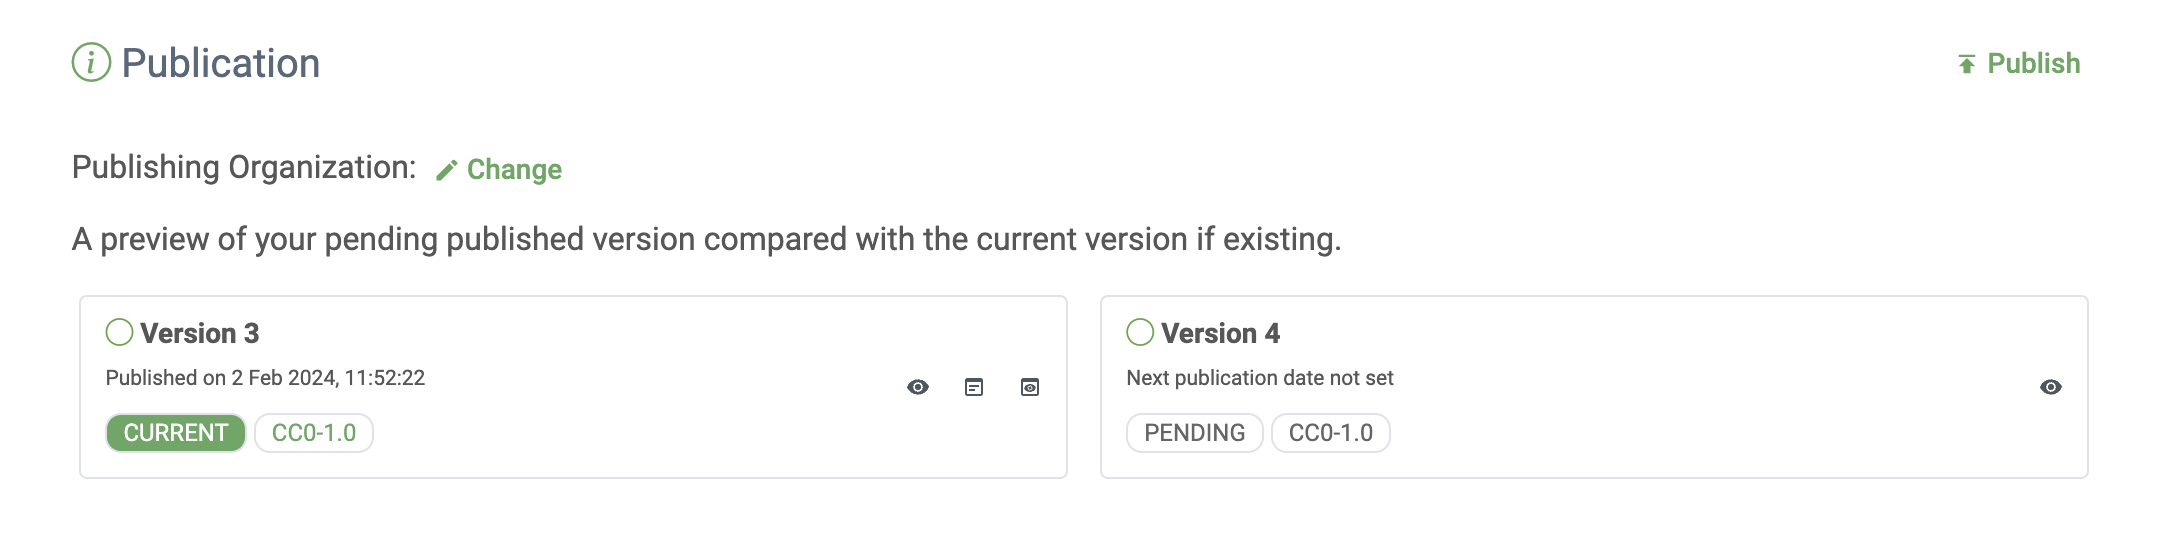 Publication
Publish
Publishing Organization: Change
A preview of your pending published version compared with the current version if existing.
Version 3
Published on 2 Feb 2024, 11:52:22
CURRENT CC0-1.0
Version 4
Next publication date not set
PENDING CC0-1.0